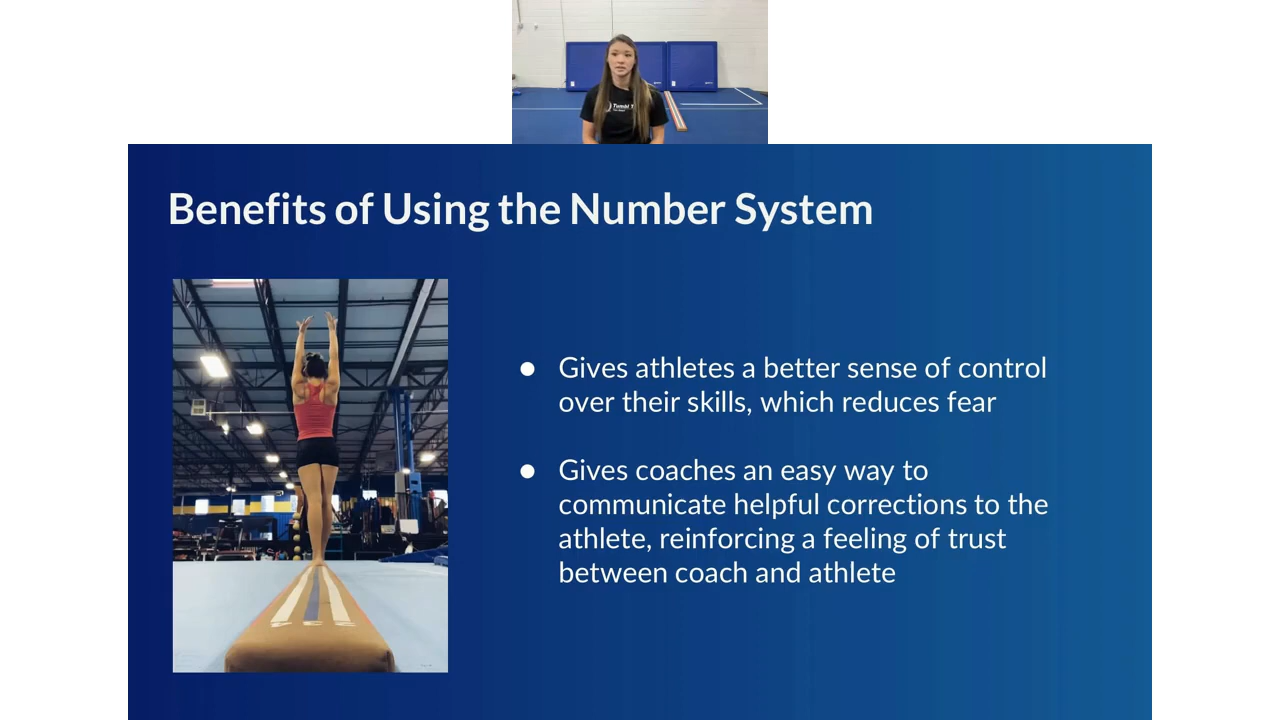 Tumbl T
Benefits of Using the Number System
● Gives athletes a better sense of control
over their skills, which reduces fear
● Gives coaches an easy way to
communicate helpful corrections to the
athlete, reinforcing a feeling of trust
between coach and athlete